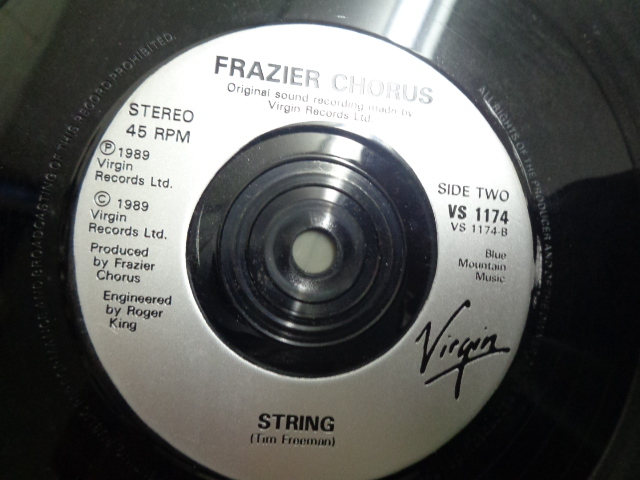 FRAZIER CHORUS
Original sound recording made by
Virgin Records Ltd
STEREO
45 RPM
Ⓟ 1989
Virgin
Records Ltd.
© 1989
Virgin
Records Ltd.
Produced
by Frazier
Chorus
Engineered
by Roger
King
SIDE TWO
VS 1174
VS 1174-B
Blue
Mountain
Music
Virgin
STRING
(Tim Freeman)
ALL RIGHTS OF THE PRODUCER AND
AND BROADCASTING OF THIS RECORD PROHIBITED.